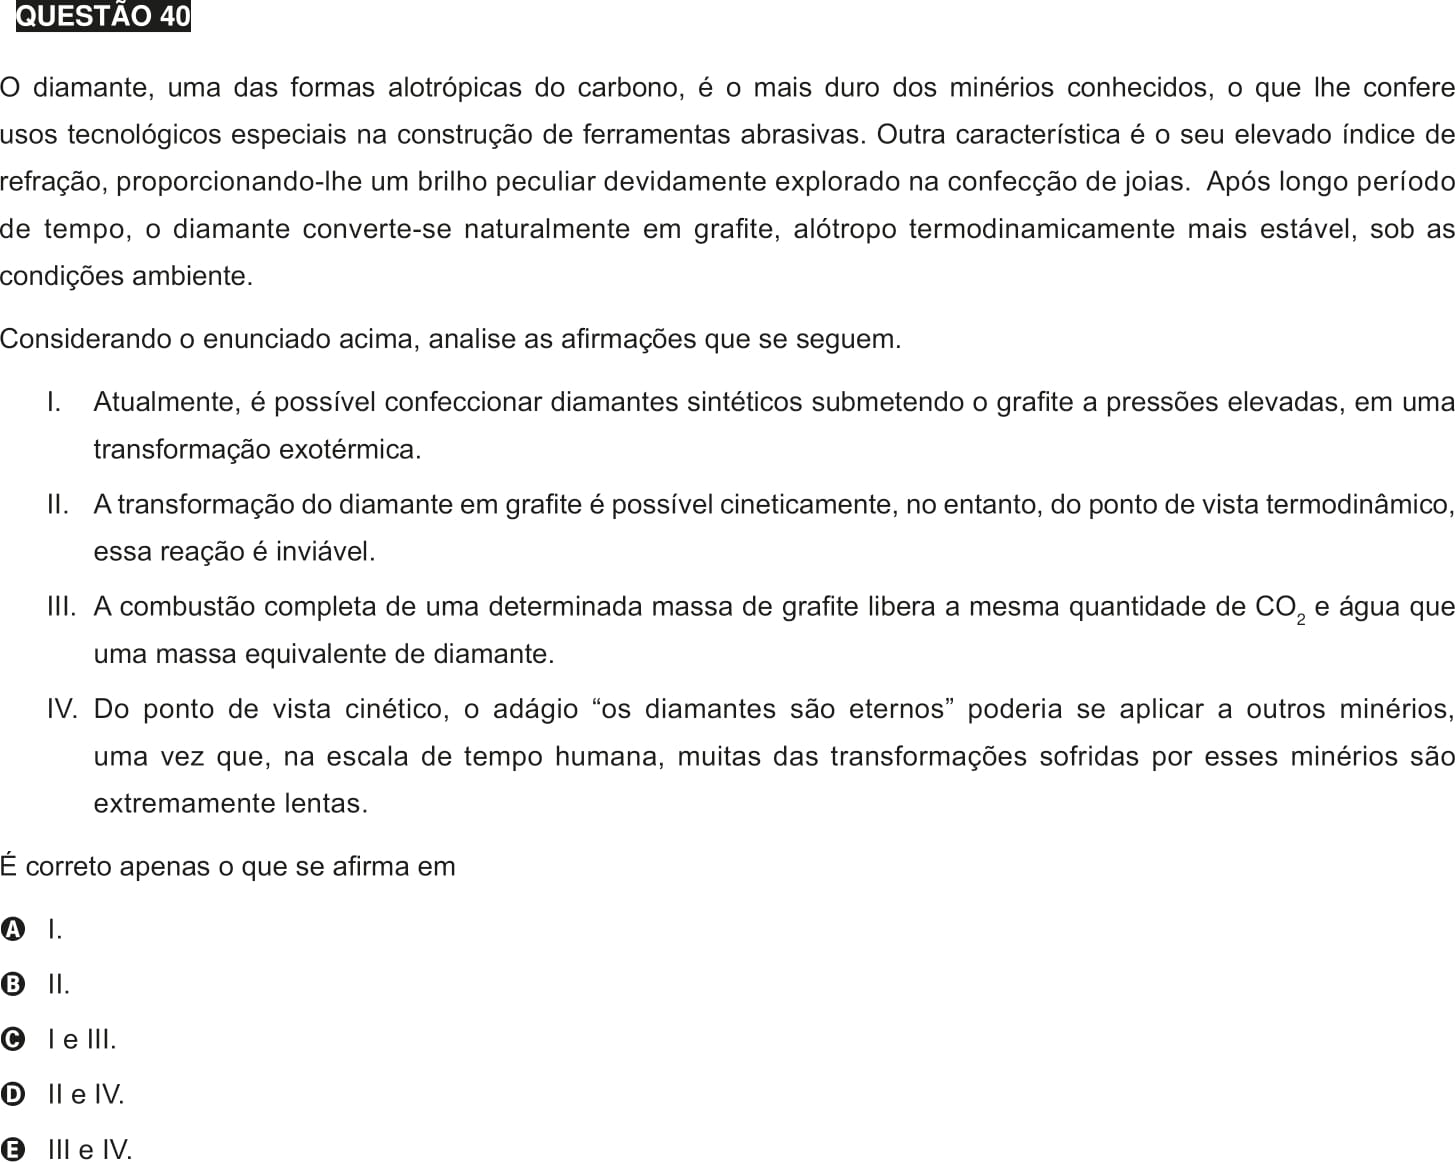 QUESTÃO 40
O diamante, uma das formas alotrópicas do carbono, é o mais duro dos minérios conhecidos, o que lhe confere
usos tecnológicos especiais na construção de ferramentas abrasivas. Outra característica é o seu elevado índice de
refração, proporcionando-lhe um brilho peculiar devidamente explorado na confecção de joias. Após longo período
de tempo, o diamante converte-se naturalmente em grafite, alótropo termodinamicamente mais estável, sob as
condições ambiente.
Considerando o enunciado acima, analise as afirmações que se seguem.
I. Atualmente, é possível confeccionar diamantes sintéticos submetendo o grafite a pressões elevadas, em uma
transformação exotérmica.
II. A transformação do diamante em grafite é possível cineticamente, no entanto, do ponto de vista termodinâmico,
essa reação é inviável.
III. A combustão completa de uma determinada massa de grafite libera a mesma quantidade de CO2 e água que
uma massa equivalente de diamante.
IV. Do ponto de vista cinético, o adágio “os diamantes são eternos” poderia se aplicar a outros minérios,
uma vez que, na escala de tempo humana, muitas das transformações sofridas por esses minérios são
extremamente lentas.
É correto apenas o que se afirma em
A I.
B II.
C I e III.
D II e IV.
E III e IV.